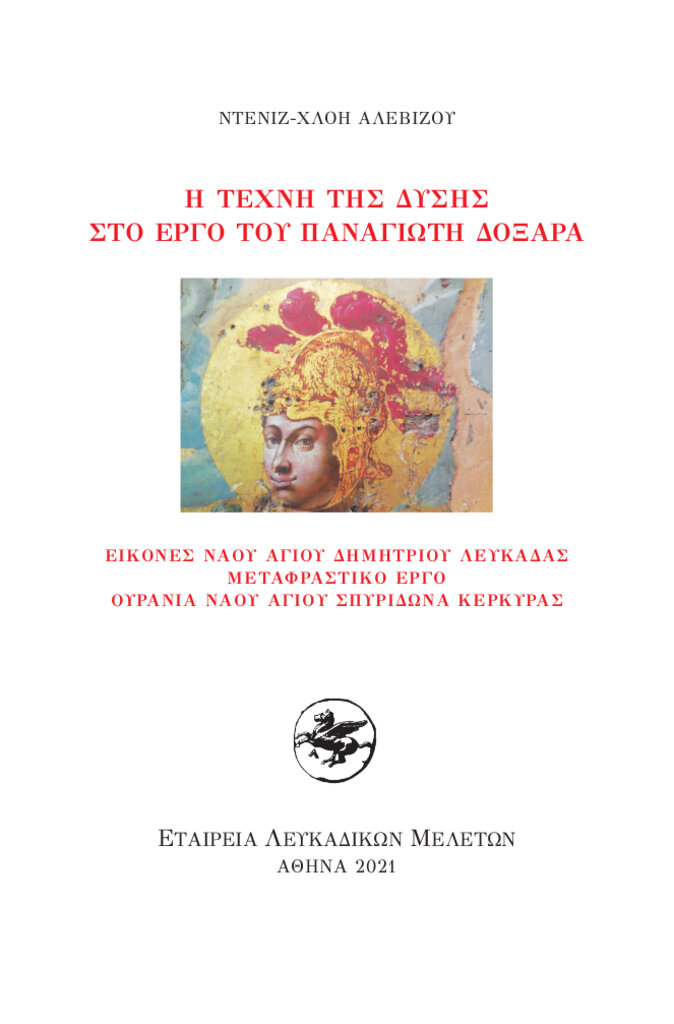 ΝΤΕΝΙΖ-ΧΛΟΗ ΑΛΕΒΙΖΟΥ
Η ΤΕΧΝΗ ΤΗΣ ΔΥΣΗΣ
ΣΤΟ ΕΡΓΟ ΤΟΥ ΠΑΝΑΓΙΩΤΗ ΔΟΞΑΡΑ
ΕΙΚΟΝΕΣ ΝΑΟΥ ΑΓΙΟΥ ΔΗΜΗΤΡΙΟΥ ΛΕΥΚΑΔΑΣ
ΜΕΤΑΦΡΑΣΤΙΚΟ ΕΡΓΟ
ΟΥΡΑΝΙΑ ΝΑΟΥ ΑΓΙΟΥ ΣΠΥΡΙΔΩΝΑ ΚΕΡΚΥΡΑΣ
ΕΤΑΙΡΕΙΑ ΛΕΥΚΑΔΙΚΩΝ ΜΕΛΕΤΩΝ
ΑΘΗΝΑ 2021